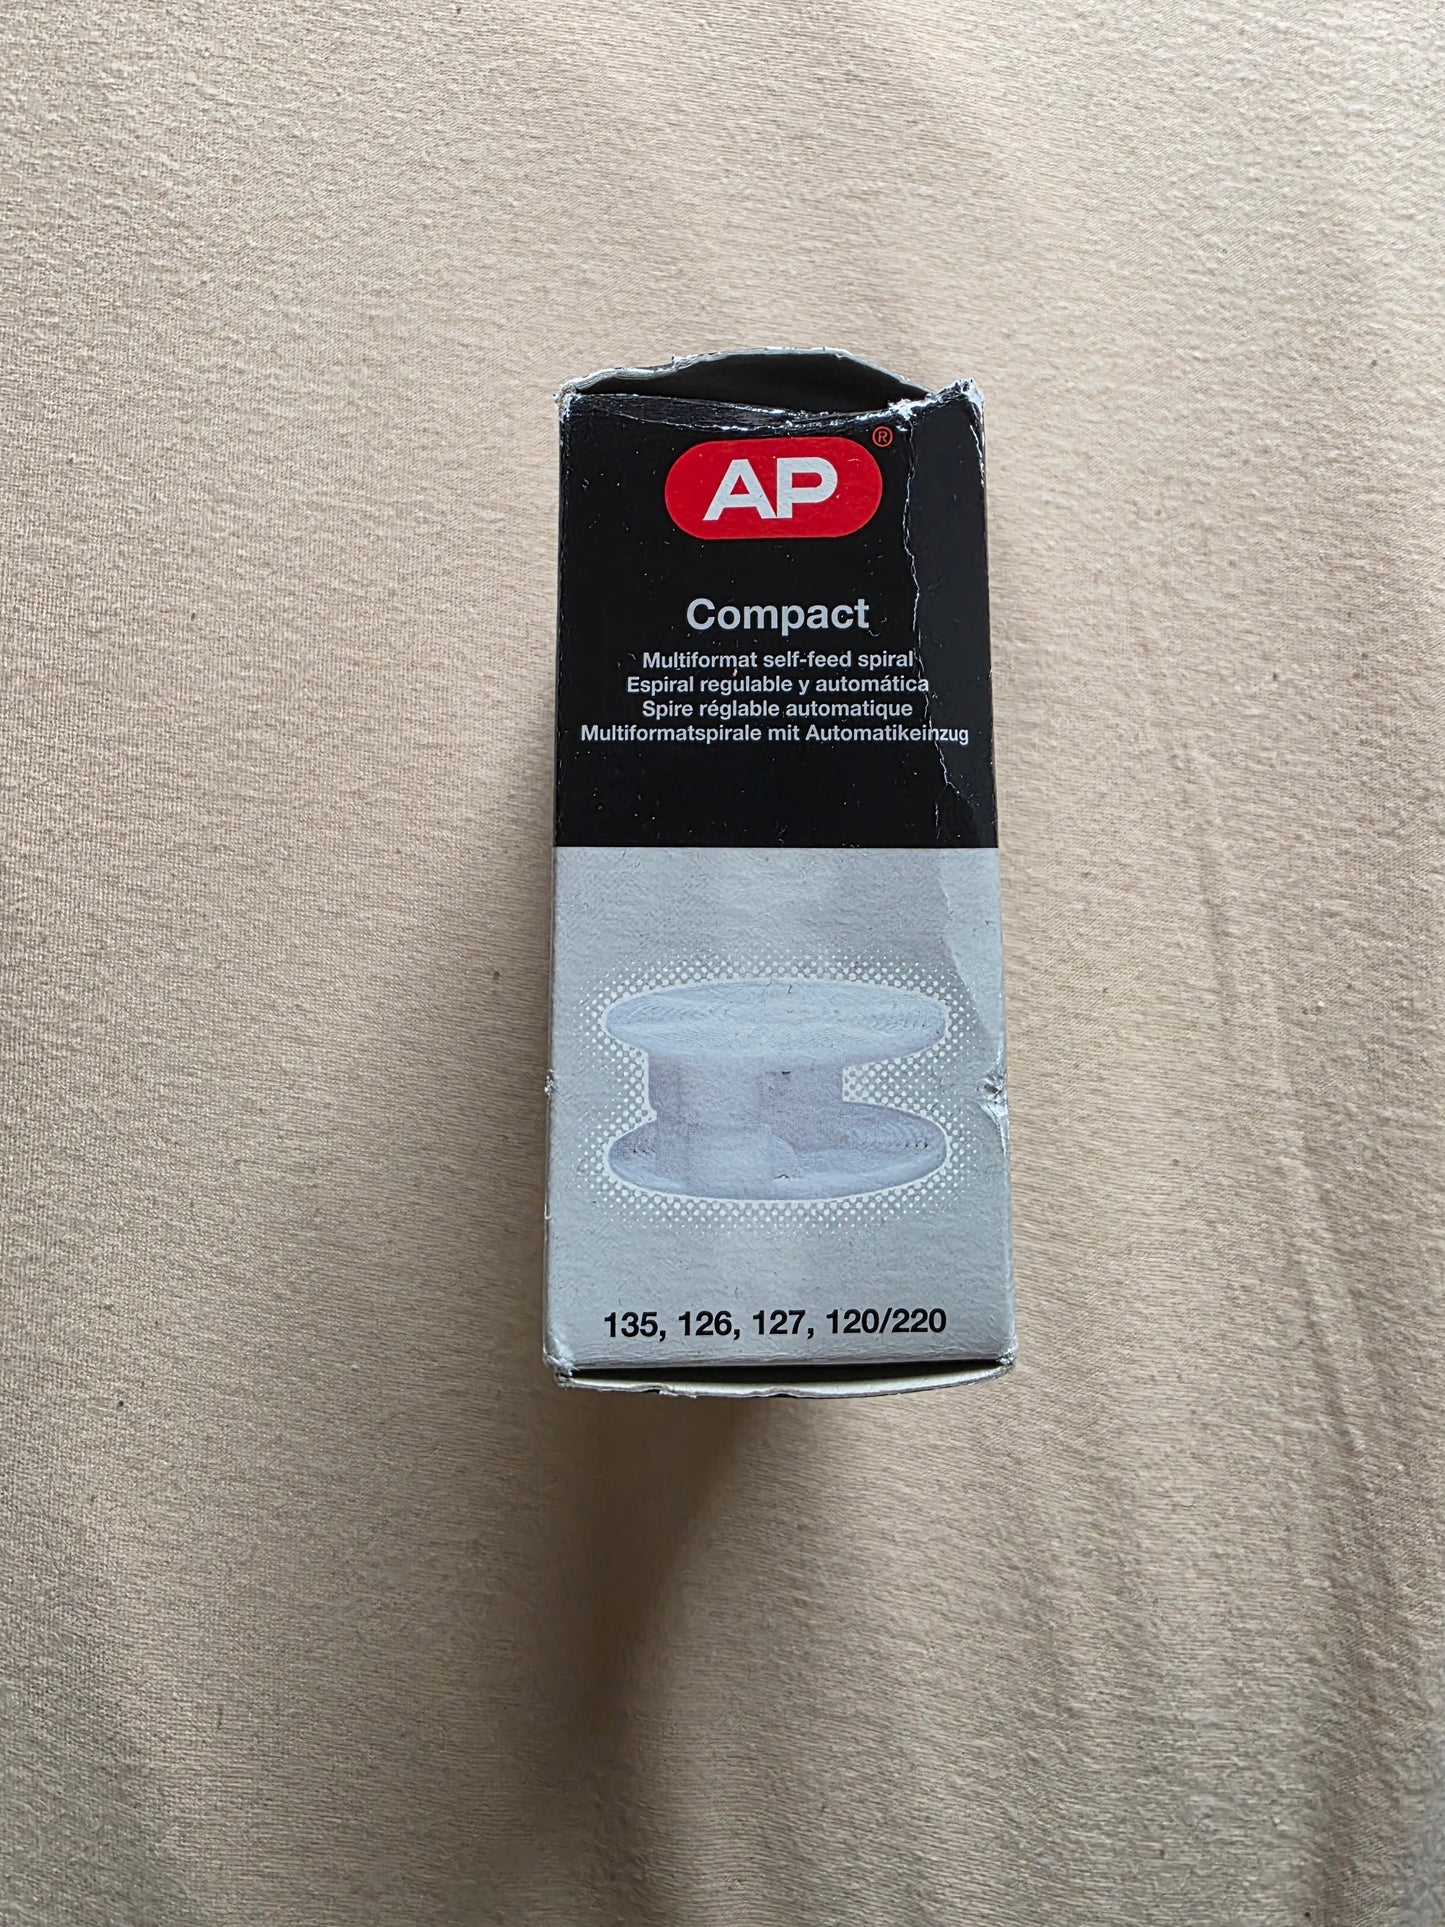 AP®
Compact
Multiformat self-feed spiral
Espiral regulable y automática
Spire réglable automatique
Multiformatspirale mit Automatikeinzug
135, 126, 127, 120/220